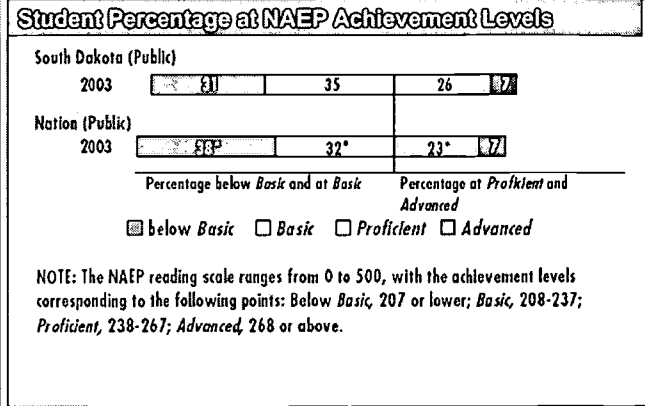 Student Percentage at NAEP Achievement Levels
South Dakota (Public)
2003 31 35 26 7
Nation (Public)
2003 38* 32* 23* 7
Percentage below Basic and at Basic Percentage at Proficient and
Advanced
below Basic Basic Proficient Advanced
NOTE: The NAEP reading scale ranges from 0 to 500, with the achievement levels
corresponding to the following points: Below Basic, 207 or lower; Basic, 208-237;
Proficient, 238-267; Advanced, 268 or above.